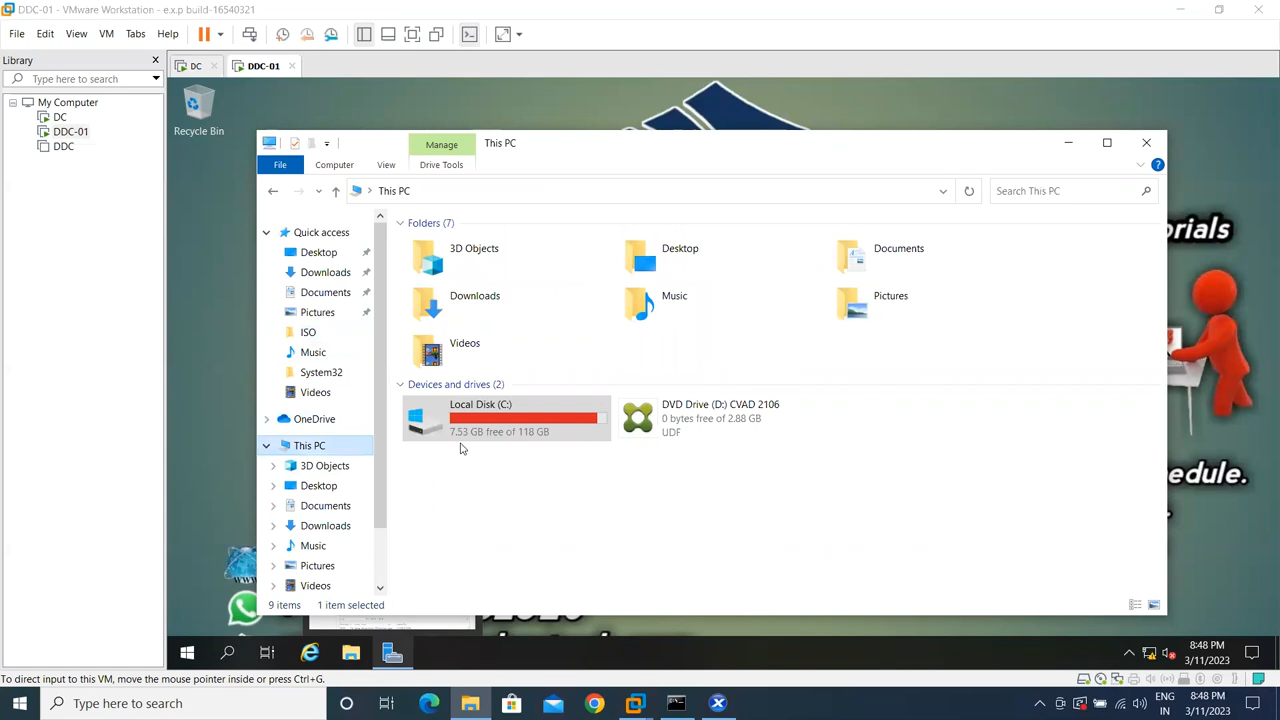 DDC-01 - VMware Workstation - e.x.p build-16540321
File Edit View VM Tabs Help
Library
Type here to search
My Computer
DC
DDC-01
DDC
DC
DDC-01
Recycle Bin
Manage
This PC
File
Computer
View
Drive Tools
This PC
Search This PC
Quick access
Desktop
Downloads
Documents
Pictures
ISO
Music
System32
Videos
OneDrive
This PC
3D Objects
Desktop
Documents
Downloads
Music
Pictures
Videos
Folders (7)
3D Objects
Desktop
Documents
Downloads
Music
Pictures
Videos
Devices and drives (2)
Local Disk (C:)
7.53 GB free of 118 GB
DVD Drive (D:) CVAD 2106
0 bytes free of 2.88 GB
UDF
9 items
1 item selected
8:48 PM
3/11/2023
To direct input to this VM, move the mouse pointer inside or press Ctrl+G.
Type here to search
ENG
IN
8:48 PM
3/11/2023